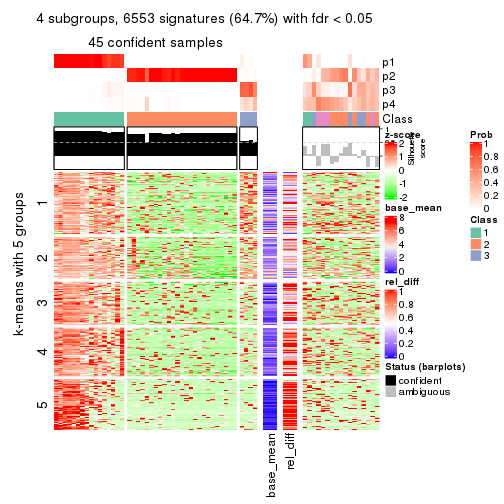 4 subgroups, 6553 signatures (64.7%) with fdr < 0.05
45 confident samples
p1
p2
p3
p4
Class
k-means with 5 groups
1
2
3
4
5
base_mean
rel_diff
Silhouette
score
z-score
2
1
0
-1
-2
base_mean
8
6
4
2
0
rel_diff
1
0.8
0.6
0.4
0.2
0
Status (barplots)
confident
ambiguous
Prob
1
0.8
0.6
0.4
0.2
0
Class
1
2
3